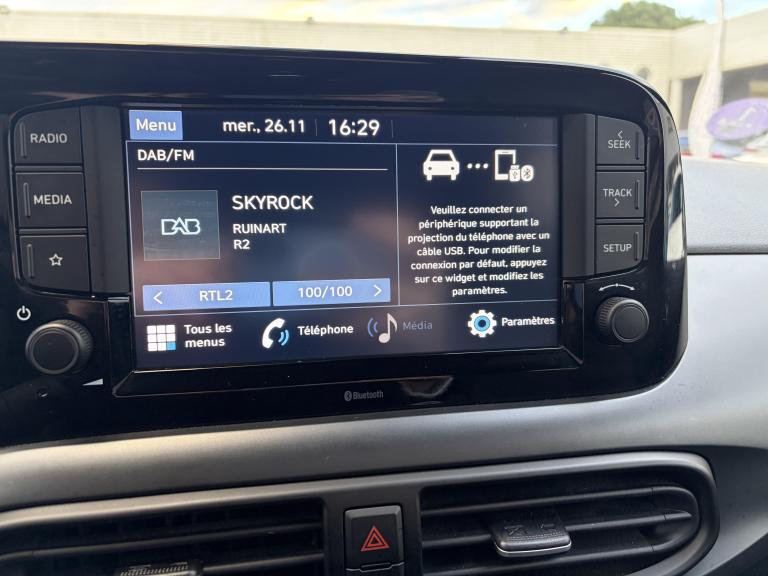 RADIO
MEDIA
Menu
mer., 26.11
16:29
DAB/FM
DAB
SKYROCK
RUINART
R2
< RTL2
100/100 >
Veuillez connecter un
périphérique supportant la
projection du téléphone avec un
câble USB. Pour modifier la
connexion par défaut, appuyez
sur ce widget et modifiez les
paramètres.
Tous les
menus
Téléphone
Média
Paramètres
<
SEEK
TRACK
>
SETUP
Bluetooth